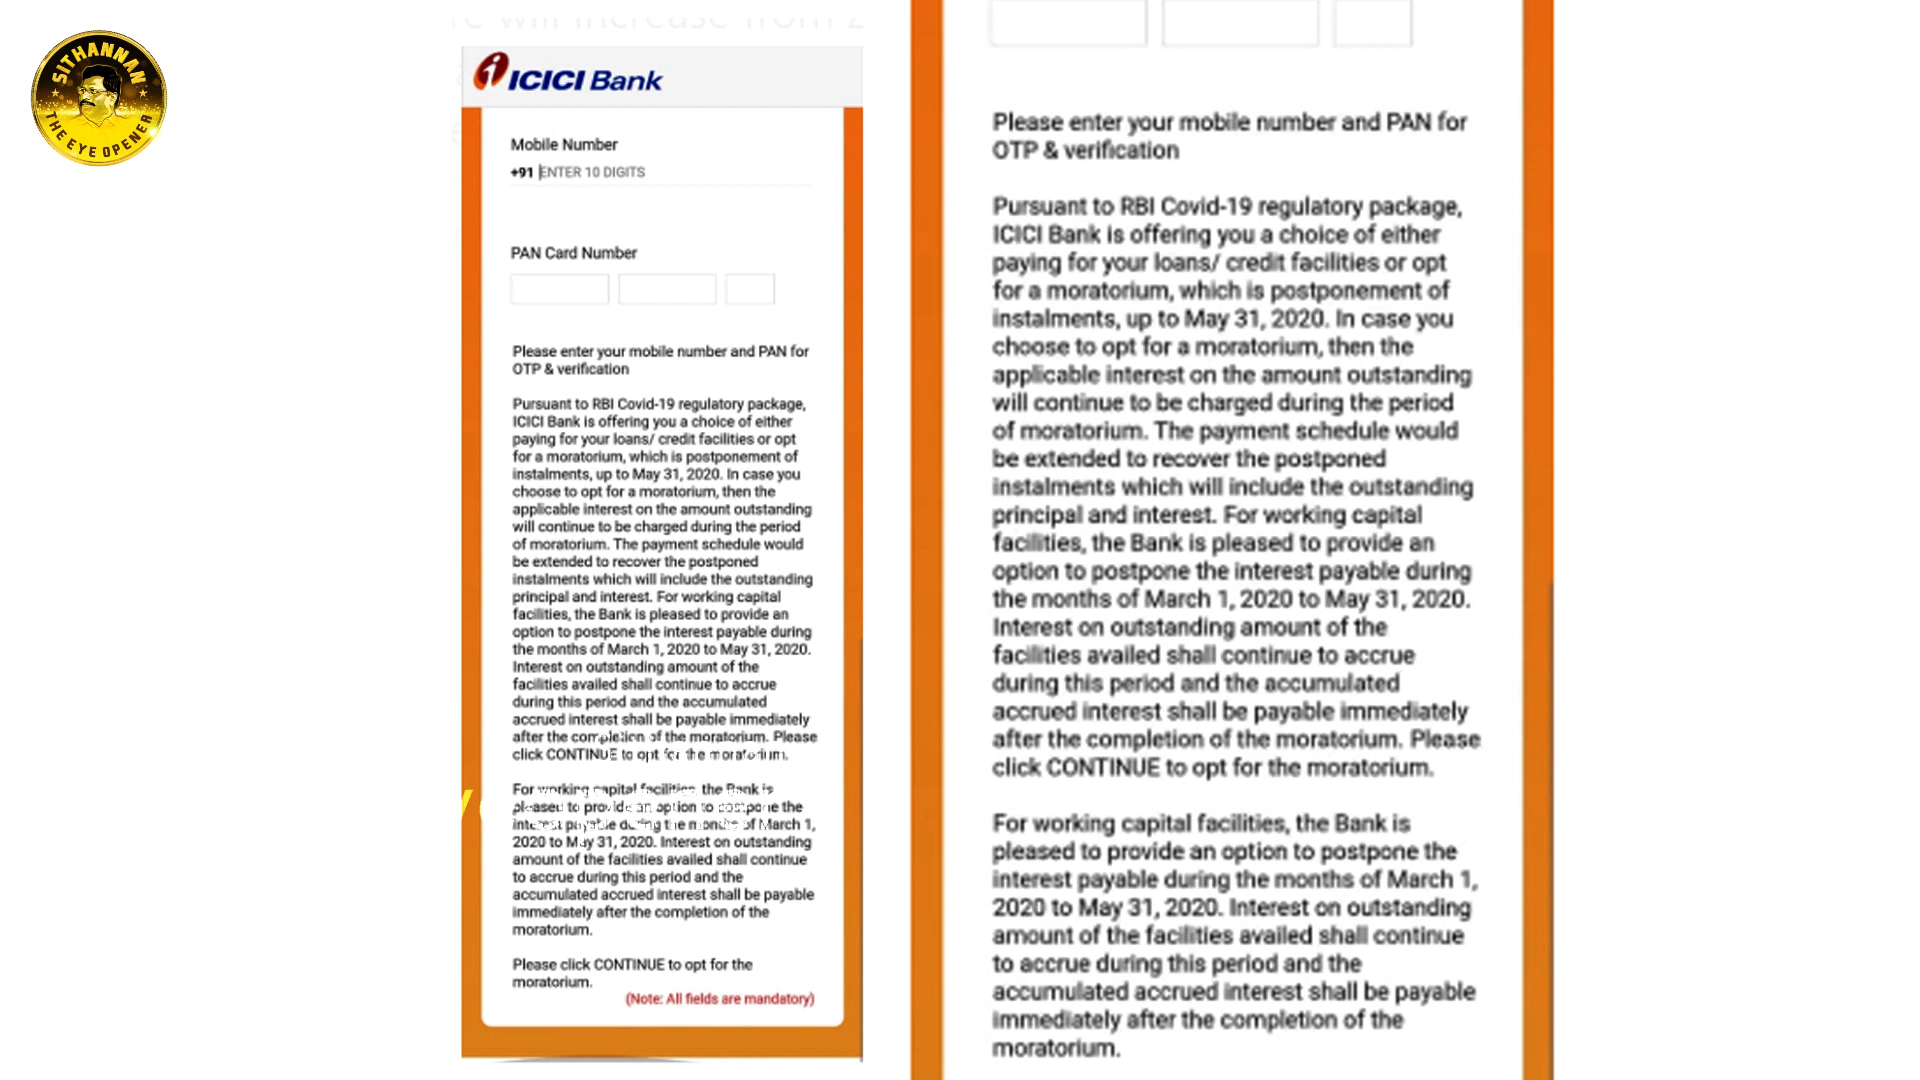 SITHANNAN
THE EYE OPENER
ICICI Bank
Mobile Number
+91 ENTER 10 DIGITS
PAN Card Number
Please enter your mobile number and PAN for
OTP & verification
Pursuant to RBI Covid-19 regulatory package,
ICICI Bank is offering you a choice of either
paying for your loans/ credit facilities or opt
for a moratorium, which is postponement of
instalments, up to May 31, 2020. In case you
choose to opt for a moratorium, then the
applicable interest on the amount outstanding
will continue to be charged during the period
of moratorium. The payment schedule would
be extended to recover the postponed
instalments which will include the outstanding
principal and interest. For working capital
facilities, the Bank is pleased to provide an
option to postpone the interest payable during
the months of March 1, 2020 to May 31, 2020.
Interest on outstanding amount of the
facilities availed shall continue to accrue
during this period and the accumulated
accrued interest shall be payable immediately
after the completion of the moratorium. Please
click CONTINUE to opt for the moratorium.
For working capital facilities, the Bank is
pleased to provide an option to postpone the
interest payable during the months of March 1,
2020 to May 31, 2020. Interest on outstanding
amount of the facilities availed shall continue
to accrue during this period and the
accumulated accrued interest shall be payable
immediately after the completion of the
moratorium.
Please click CONTINUE to opt for the
moratorium.
(Note: All fields are mandatory)
Please enter your mobile number and PAN for
OTP & verification
Pursuant to RBI Covid-19 regulatory package,
ICICI Bank is offering you a choice of either
paying for your loans/ credit facilities or opt
for a moratorium, which is postponement of
instalments, up to May 31, 2020. In case you
choose to opt for a moratorium, then the
applicable interest on the amount outstanding
will continue to be charged during the period
of moratorium. The payment schedule would
be extended to recover the postponed
instalments which will include the outstanding
principal and interest. For working capital
facilities, the Bank is pleased to provide an
option to postpone the interest payable during
the months of March 1, 2020 to May 31, 2020.
Interest on outstanding amount of the
facilities availed shall continue to accrue
during this period and the accumulated
accrued interest shall be payable immediately
after the completion of the moratorium. Please
click CONTINUE to opt for the moratorium.
For working capital facilities, the Bank is
pleased to provide an option to postpone the
interest payable during the months of March 1,
2020 to May 31, 2020. Interest on outstanding
amount of the facilities availed shall continue
to accrue during this period and the
accumulated accrued interest shall be payable
immediately after the completion of the
moratorium.